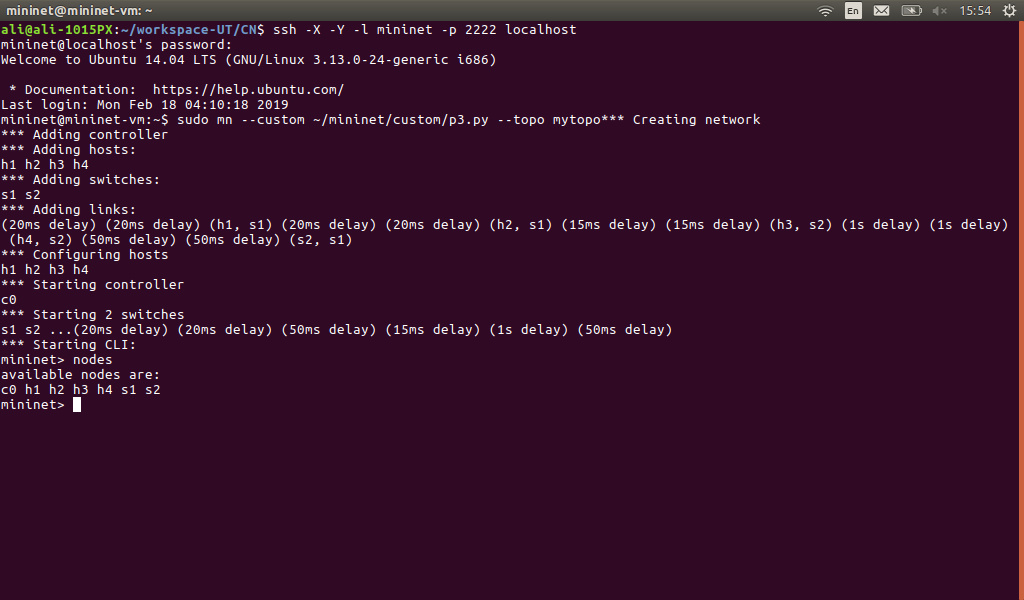 mininet@mininet-vm: ~
En
15:54
ali@ali-1015PX:~/workspace-UT/CN$ ssh -X -Y -l mininet -p 2222 localhost
mininet@localhost's password:
Welcome to Ubuntu 14.04 LTS (GNU/Linux 3.13.0-24-generic i686)
* Documentation:  https://help.ubuntu.com/
Last login: Mon Feb 18 04:10:18 2019
mininet@mininet-vm:~$ sudo mn --custom ~/mininet/custom/p3.py --topo mytopo*** Creating network
*** Adding controller
*** Adding hosts:
h1 h2 h3 h4
*** Adding switches:
s1 s2
*** Adding links:
(20ms delay) (20ms delay) (h1, s1) (20ms delay) (20ms delay) (h2, s1) (15ms delay) (15ms delay) (h3, s2) (1s delay) (1s delay)
(h4, s2) (50ms delay) (50ms delay) (s2, s1)
*** Configuring hosts
h1 h2 h3 h4
*** Starting controller
c0
*** Starting 2 switches
s1 s2 ...(20ms delay) (20ms delay) (50ms delay) (15ms delay) (1s delay) (50ms delay)
*** Starting CLI:
mininet> nodes
available nodes are:
c0 h1 h2 h3 h4 s1 s2
mininet>